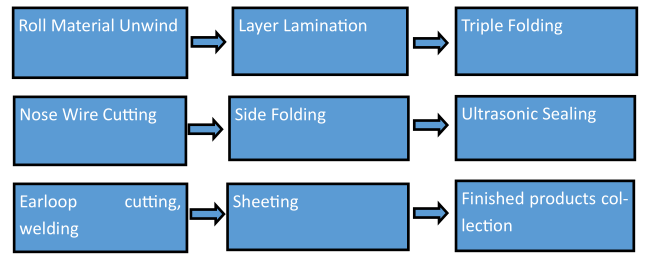 Roll Material Unwind
Layer Lamination
Triple Folding
Nose Wire Cutting
Side Folding
Ultrasonic Sealing
Earloop cutting,
welding
Sheeting
Finished products col-
lection